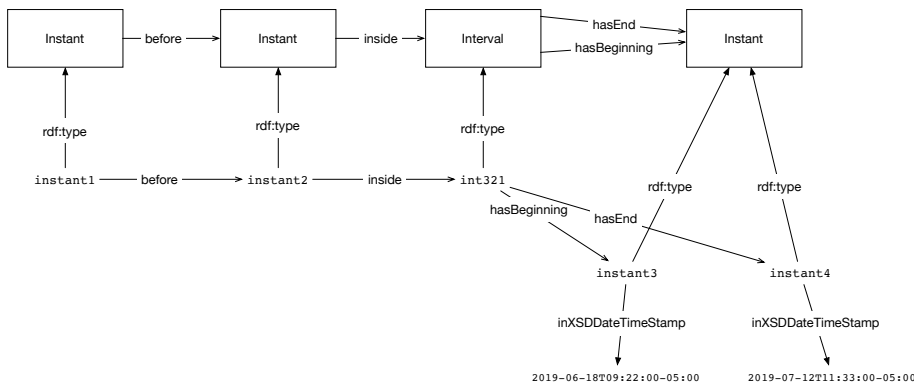 hasEnd
Instant before Instant inside Interval Instant
hasBeginning
rdf:type rdf:type rdf:type
instant1 before instant2 inside int321
rdf:type rdf:type
hasBeginning
hasEnd
instant3 instant4
inXSDDateTimeStamp inXSDDateTimeStamp
2019-06-18T09:22:00-05:00 2019-07-12T11:33:00-05:00